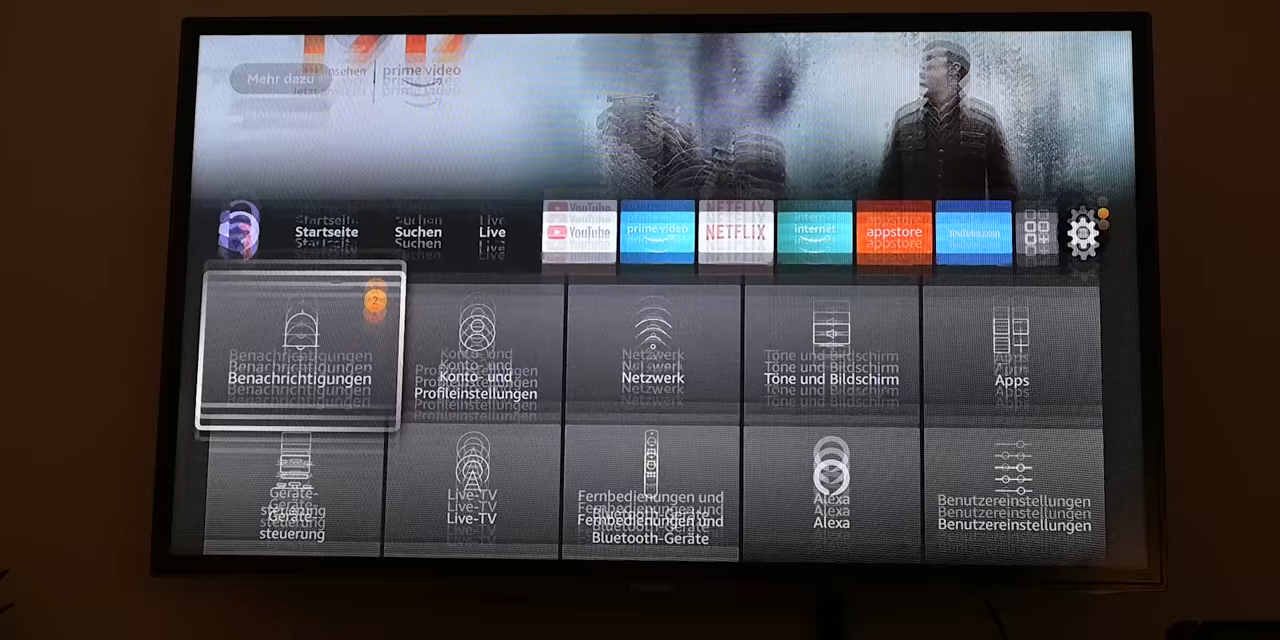 Mehr dazu
prime video
Startseite Suchen Live
YouTube prime video NETFLIX internet appstore YouTube.com
2
Benachrichtigungen
Konto- und
Profileinstellungen
Netzwerk
Töne und Bildschirm
Apps
Geräte-
steuerung
Live-TV
Fernbedienungen und
Bluetooth-Geräte
Alexa
Benutzereinstellungen